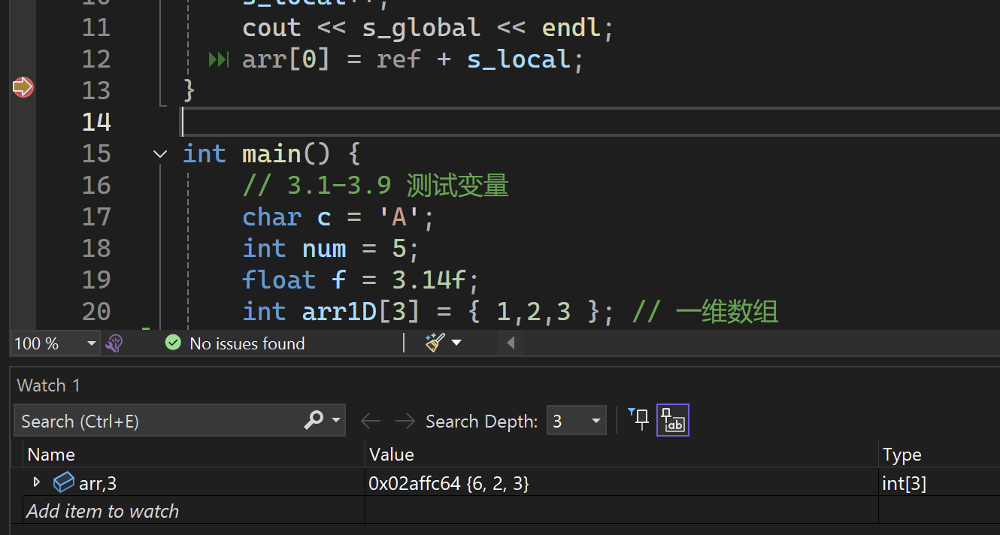 10 s_local++;
11 cout << s_global << endl;
12 arr[0] = ref + s_local;
13 }
14
15 int main() {
16 // 3.1-3.9 测试变量
17 char c = 'A';
18 int num = 5;
19 float f = 3.14f;
20 int arr1D[3] = { 1,2,3 }; // 一维数组
100 % No issues found
Watch 1
Search (Ctrl+E) Search Depth: 3 ab
Name Value Type
arr,3 0x02affc64 {6, 2, 3} int[3]
Add item to watch